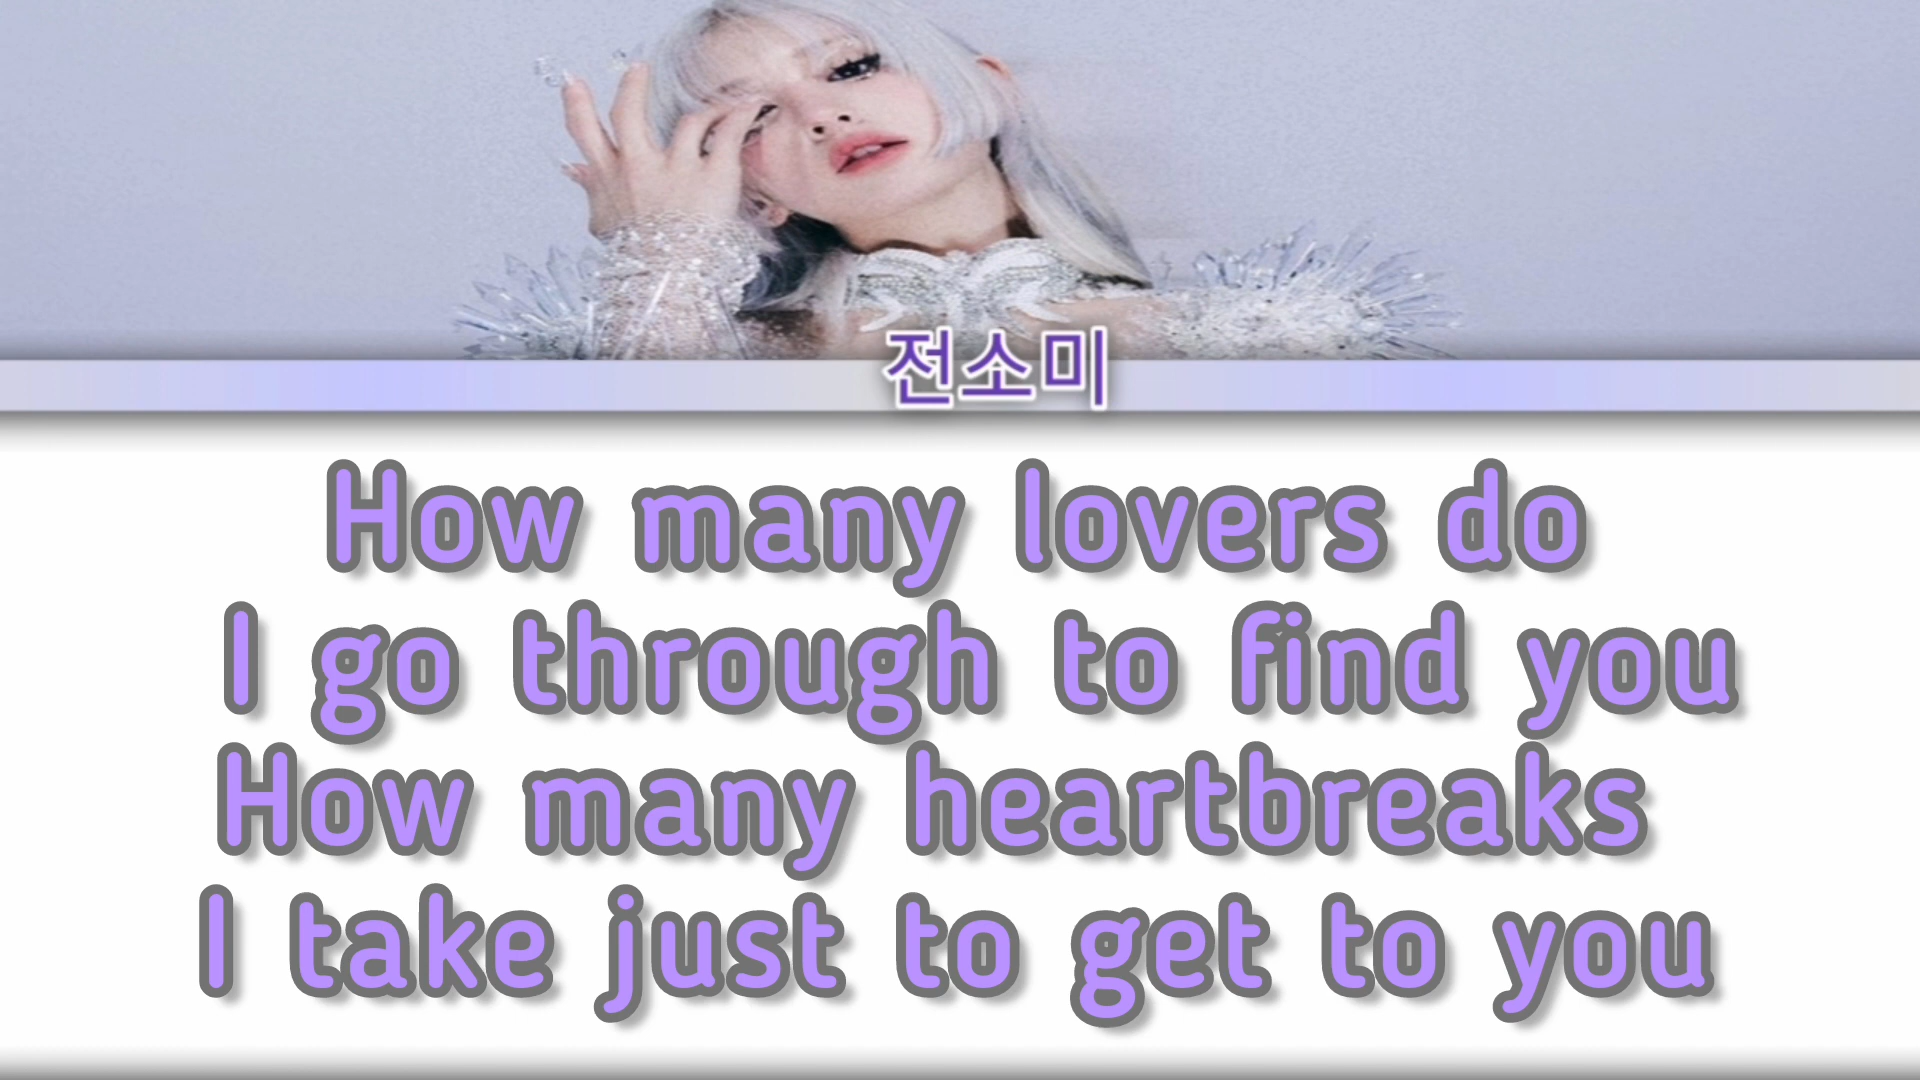 전소미
How many lovers do
I go through to find you
How many heartbreaks
I take just to get to you